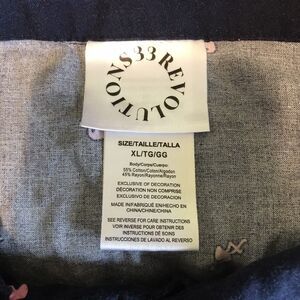 33 REVOLUTIONS
SIZE/TAILLE/TALLA
XL/TG/GG
Body/Corps/Cuerpo:
55% Cotton/Coton/Algodon
45% Rayon/Rayonne/Rayon
EXCLUSIVE OF DECORATION
DÉCORATION NON COMPRISE
EXCLUSIVO DE DECORACION
MADE IN/FABRIQUÉ EN/HECHO EN
CHINA/CHINE/CHINA
SEE REVERSE FOR CARE INSTRUCTIONS
VOIR INVERSE POUR OBTENIR DES
INSTRUCTIONS DE SOINS
INSTRUCCIONES DE LAVADO AL REVERSO